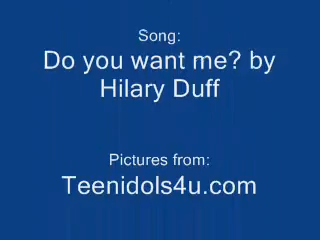 Song:
Do you want me? by
Hilary Duff
Pictures from:
Teenidols4u.com